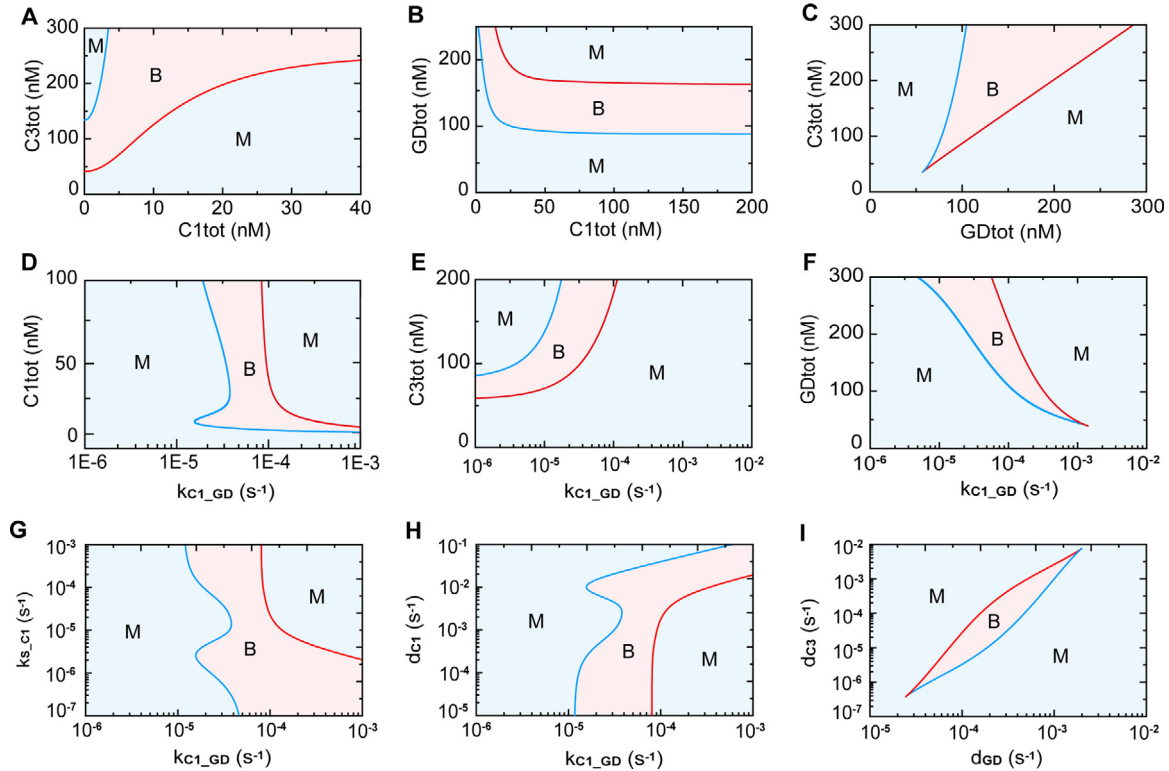 A
C3tot (nM)
300
200
100
0
M
B
M
0 10 20 30 40
C1tot (nM)
B
GDtot (nM)
200
100
0
M
B
M
0 50 100 150 200
C1tot (nM)
C
C3tot (nM)
300
200
100
0
M
B
M
0 100 200 300
GDtot (nM)
D
C1tot (nM)
100
50
0
M
B
M
1E-6 1E-5 1E-4 1E-3
kC1_GD (s-1)
E
C3tot (nM)
200
100
0
M
B
M
10-6 10-5 10-4 10-3 10-2
kC1_GD (s-1)
F
GDtot (nM)
300
200
100
0
M
B
M
10-6 10-5 10-4 10-3 10-2
kC1_GD (s-1)
G
ks_C1 (s-1)
10-3
10-4
10-5
10-6
10-7
M
B
M
10-6 10-5 10-4 10-3
kC1_GD (s-1)
H
dC1 (s-1)
10-1
10-2
10-3
10-4
10-5
M
B
M
10-6 10-5 10-4 10-3
kC1_GD (s-1)
I
dC3 (s-1)
10-2
10-3
10-4
10-5
10-6
10-7
M
B
M
10-5 10-4 10-3 10-2
dGD (s-1)